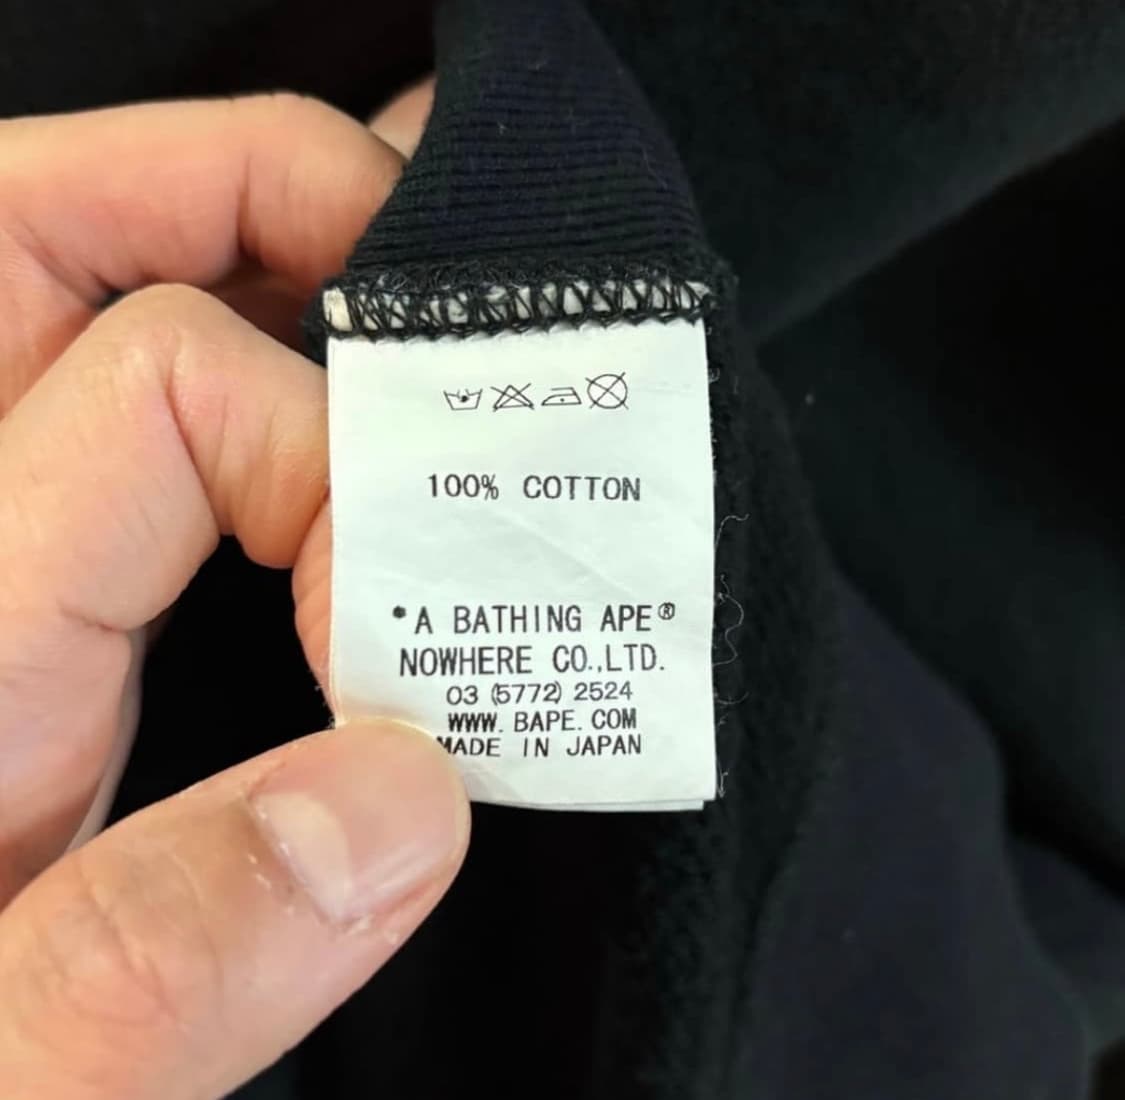 100% COTTON
*A BATHING APE®
NOWHERE CO.,LTD.
03 (5772) 2524
WWW. BAPE. COM
MADE IN JAPAN